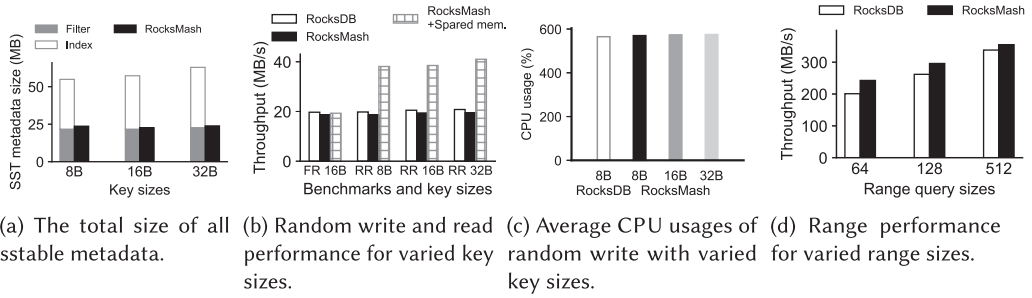 Filter
RocksMash
Index
SST metadata size (MB)
50
25
0
8B
16B
32B
Key sizes
(a) The total size of all
sstable metadata.
RocksDB
RocksMash
RocksMash
+Spared mem.
Throughput (MB/s)
40
20
0
FR 16B RR 8B RR 16B RR 32B
Benchmarks and key sizes
(b) Random write and read
performance for varied key
sizes.
CPU usage (%)
600
400
200
0
8B 8B 16B 32B
RocksDB RocksMash
(c) Average CPU usages of
random write with varied
key sizes.
RocksDB
RocksMash
Throughput (MB/s)
300
200
100
0
64
128
512
Range query sizes
(d) Range performance
for varied range sizes.